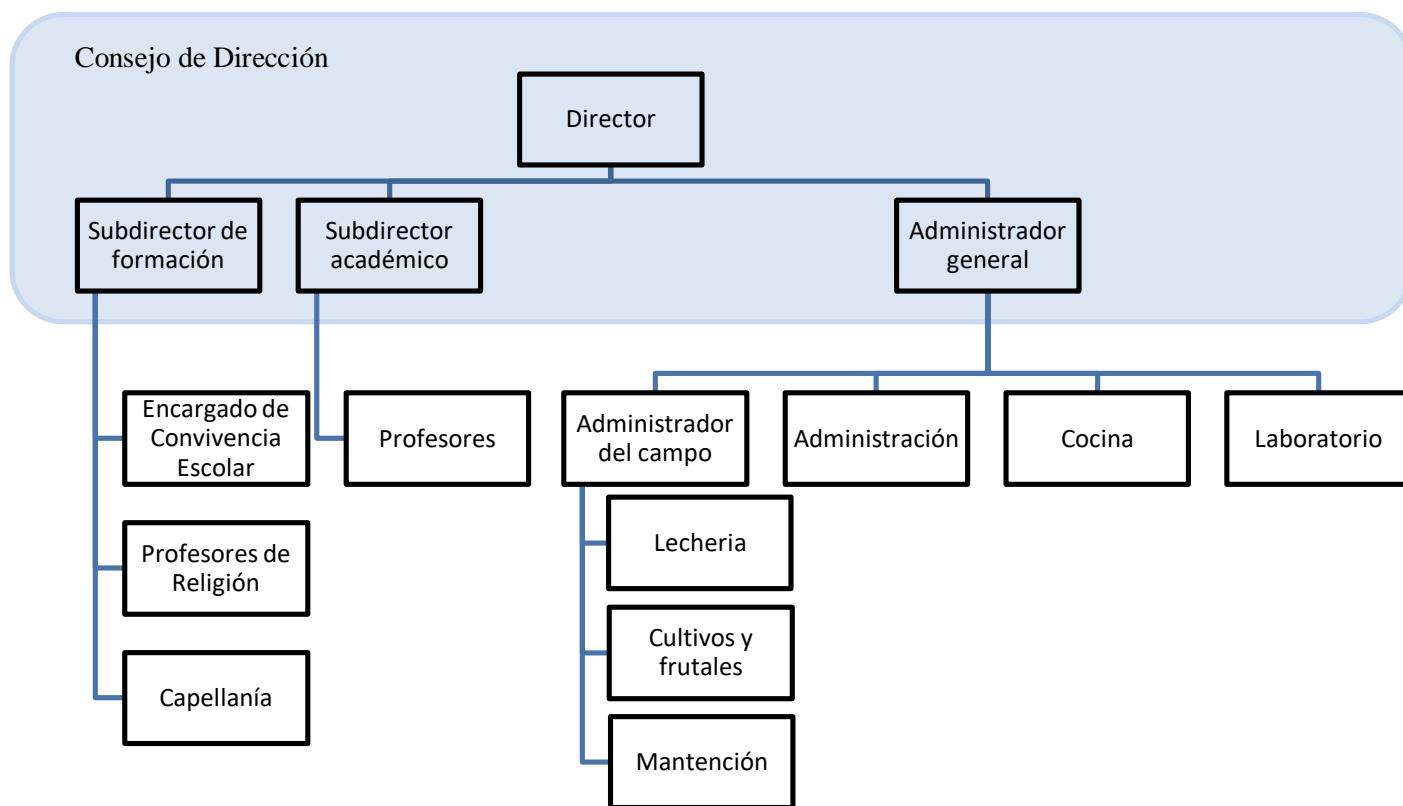 Consejo de Dirección
Director
Subdirector de
formación
Subdirector
académico
Administrador
general
Encargado de
Convivencia
Escolar
Profesores
Administrador
del campo
Administración
Cocina
Laboratorio
Profesores de
Religión
Lecheria
Cultivos y
frutales
Capellanía
Mantención